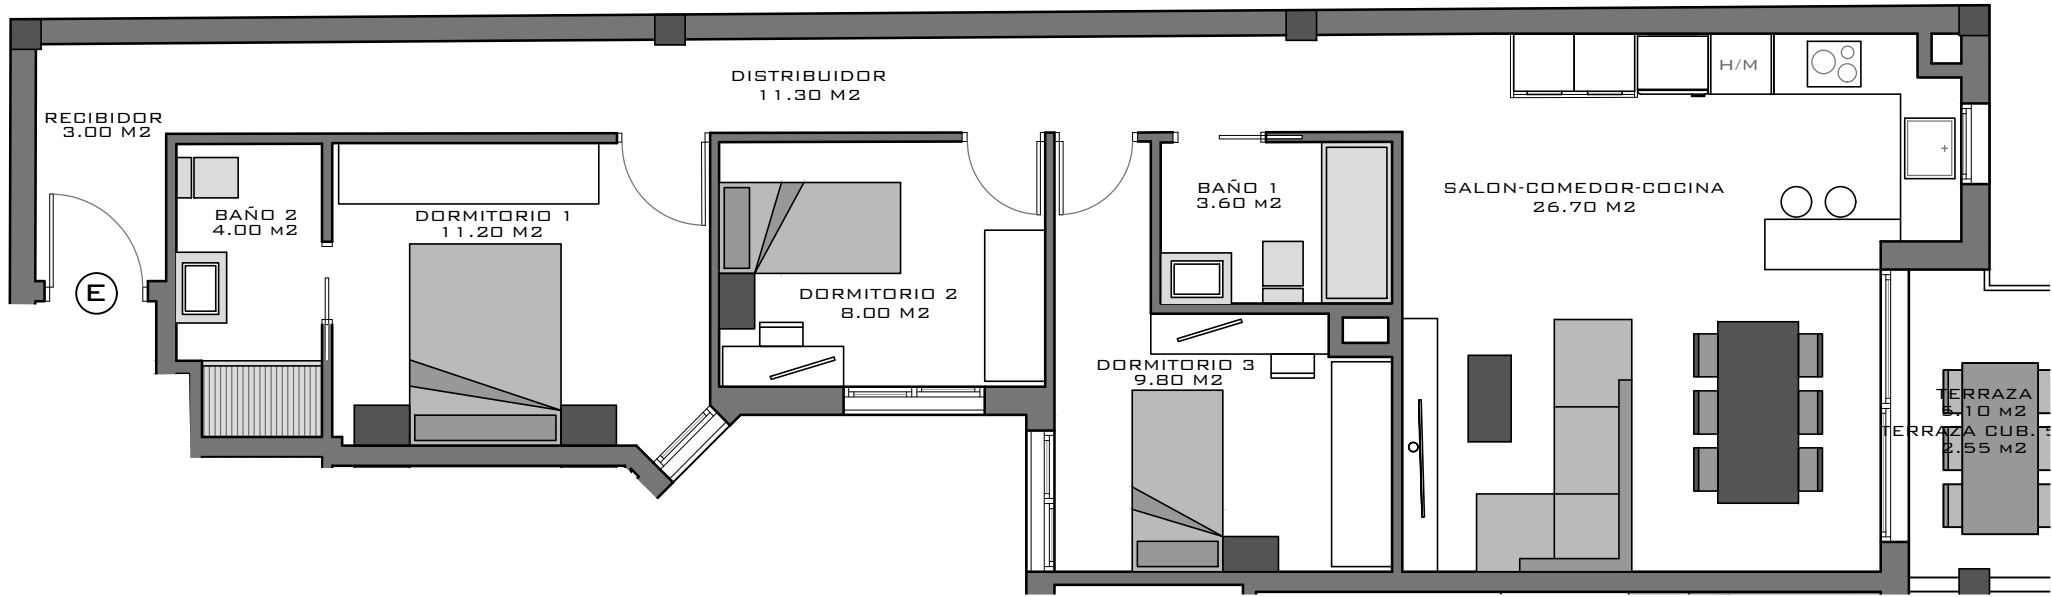 DISTRIBUIDOR
11.30 M2
H/M
RECIBIDOR
3.00 M2
BAÑO 2
4.00 M2
DORMITORIO 1
11.20 M2
BAÑO 1
3.60 M2
SALON-COMEDOR-COCINA
26.70 M2
E
DORMITORIO 2
8.00 M2
DORMITORIO 3
9.80 M2
TERRAZA
5.10 M2
TERRAZA CUB.
2.55 M2